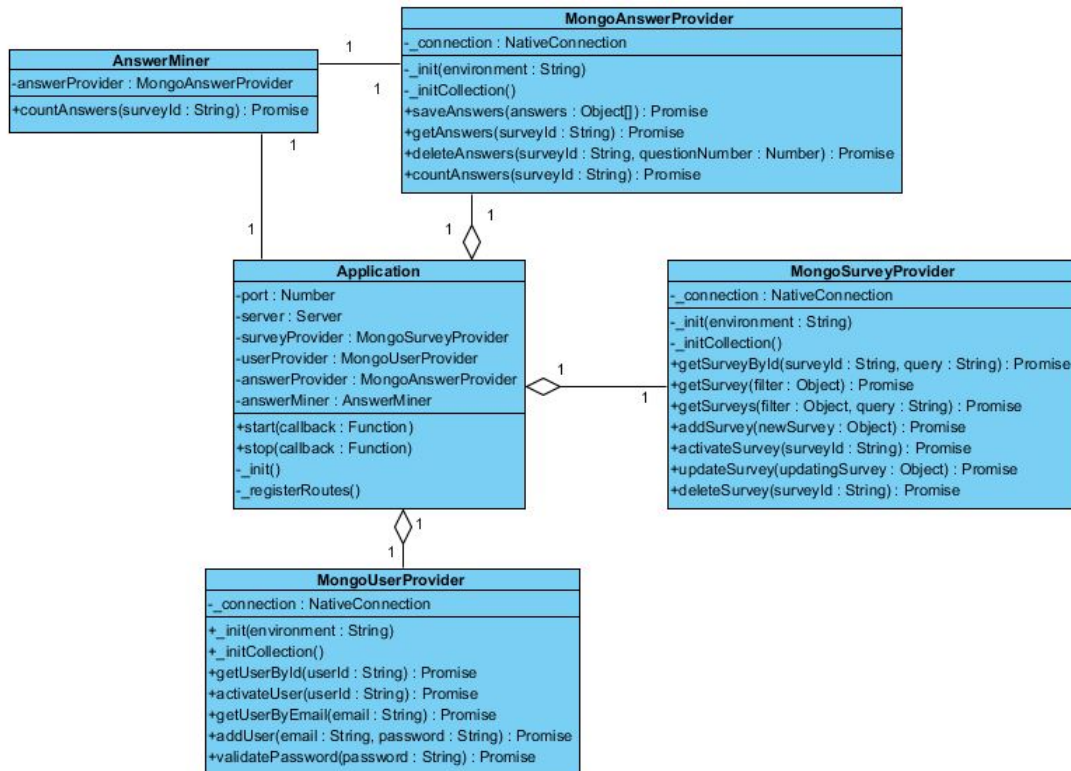 MongoAnswerProvider
-_connection : NativeConnection
-_init(environment : String)
-_initCollection()
+saveAnswers(answers : Object[]) : Promise
+getAnswers(surveyId : String) : Promise
+deleteAnswers(surveyId : String, questionNumber : Number) : Promise
+countAnswers(surveyId : String) : Promise
AnswerMiner
-answerProvider : MongoAnswerProvider
+countAnswers(surveyId : String) : Promise
1
1
1
1
1
1
Application
-port : Number
-server : Server
-surveyProvider : MongoSurveyProvider
-userProvider : MongoUserProvider
-answerProvider : MongoAnswerProvider
-answerMiner : AnswerMiner
+start(callback : Function)
+stop(callback : Function)
-_init()
-_registerRoutes()
1
1
MongoSurveyProvider
-_connection : NativeConnection
-_init(environment : String)
-_initCollection()
+getSurveyById(surveyId : String, query : String) : Promise
+getSurvey(filter : Object) : Promise
+getSurveys(filter : Object, query : String) : Promise
+addSurvey(newSurvey : Object) : Promise
+activateSurvey(surveyId : String) : Promise
+updateSurvey(updatingSurvey : Object) : Promise
+deleteSurvey(surveyId : String) : Promise
1
1
MongoUserProvider
-_connection : NativeConnection
+_init(environment : String)
+_initCollection()
+getUserById(userId : String) : Promise
+activateUser(userId : String) : Promise
+getUserByEmail(email : String) : Promise
+addUser(email : String, password : String) : Promise
+validatePassword(password : String) : Promise